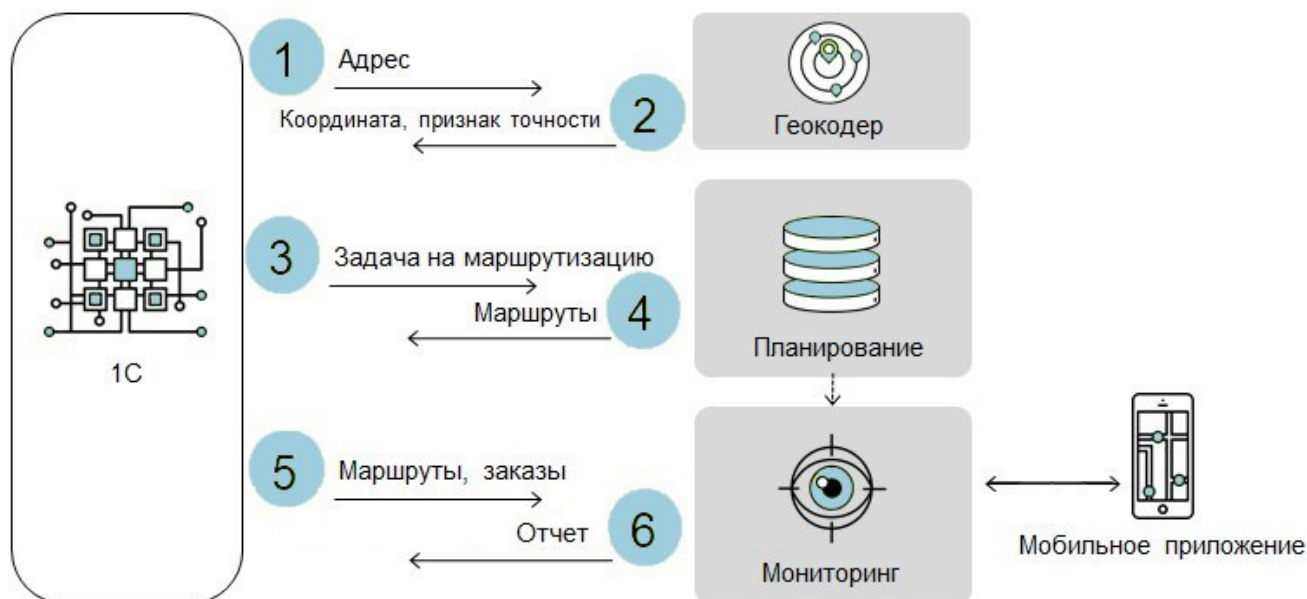 1
Адрес
Координата, признак точности
2
Геокодер
1С
3
Задача на маршрутизацию
Маршруты
4
Планирование
5
Маршруты, заказы
Отчет
6
Мониторинг
Мобильное приложение